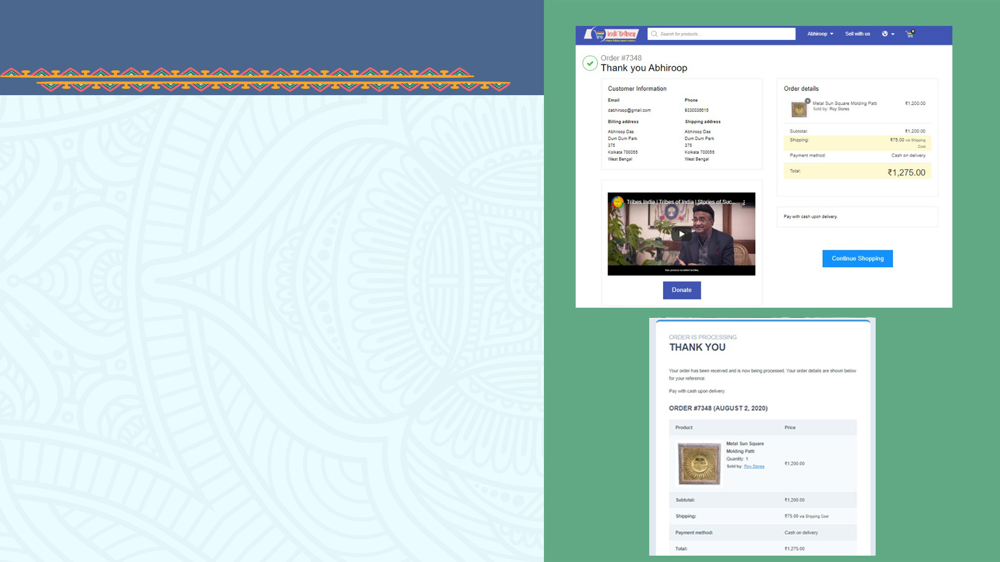 indi tribes
Search for products...
Abhiroop
Sell with us
0
Order #7348
Thank you Abhiroop
Customer Information
Email
Phone
dabhiroop@gmail.com
9330036615
Billing address
Shipping address
Abhiroop Das
Abhiroop Das
Dum Dum Park
Dum Dum Park
375
375
Kolkata 700055
Kolkata 700055
West Bengal
West Bengal
Tribes India | Tribes of India | Stories of Suc...
they produce excellent textiles,
Donate
Order details
1
Metal Sun Square Molding Patti
₹1,200.00
Sold by: Roy Stores
Subtotal:
₹1,200.00
Shipping:
₹75.00 via Shipping
Cost
Payment method:
Cash on delivery
Total:
₹1,275.00
Pay with cash upon delivery.
Continue Shopping
ORDER IS PROCESSING
THANK YOU
Your order has been received and is now being processed. Your order details are shown below
for your reference:
Pay with cash upon delivery.
ORDER #7348 (AUGUST 2, 2020)
Product
Price
Metal Sun Square
Molding Patti
Quantity: 1
Sold by: Roy Stores
₹1,200.00
Subtotal:
₹1,200.00
Shipping:
₹75.00 via Shipping Cost
Payment method:
Cash on delivery
Total:
₹1,275.00